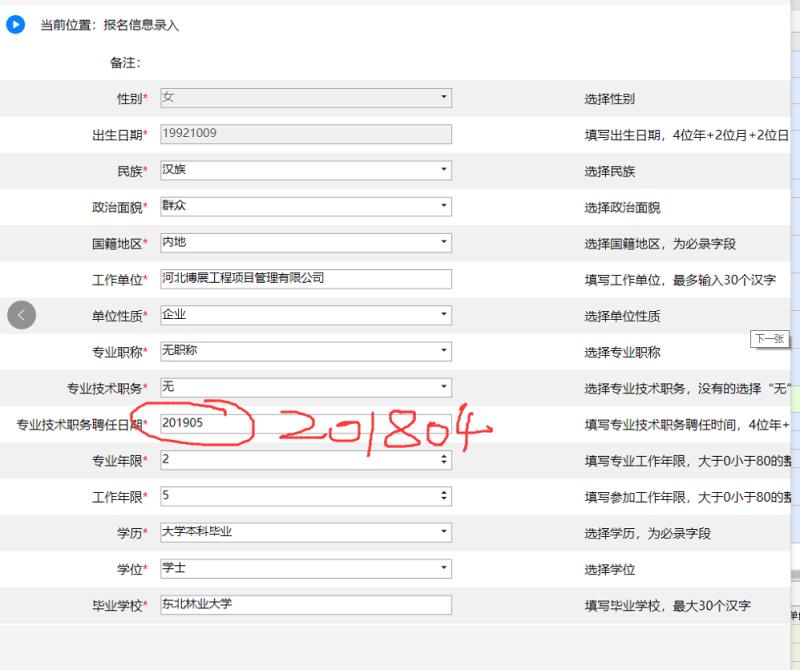 当前位置：报名信息录入
备注：
性别* 女 选择性别
出生日期* 19921009 填写出生日期，4位年+2位月+2位日
民族* 汉族 选择民族
政治面貌* 群众 选择政治面貌
国籍地区* 内地 选择国籍地区，为必录字段
工作单位* 河北博展工程项目管理有限公司 填写工作单位，最多输入30个汉字
单位性质* 企业 选择单位性质
下一张
专业职称* 无职称 选择专业职称
专业技术职务* 无 选择专业技术职务，没有的选择“无”
专业技术职务聘任日期* 201905 201804 填写专业技术职务聘任时间，4位年+
专业年限* 2 填写专业工作年限，大于0小于80的整
工作年限* 5 填写参加工作年限，大于0小于80的整
学历* 大学本科毕业 选择学历，为必录字段
学位* 学士 选择学位
毕业学校* 东北林业大学 填写毕业学校，最大30个汉字